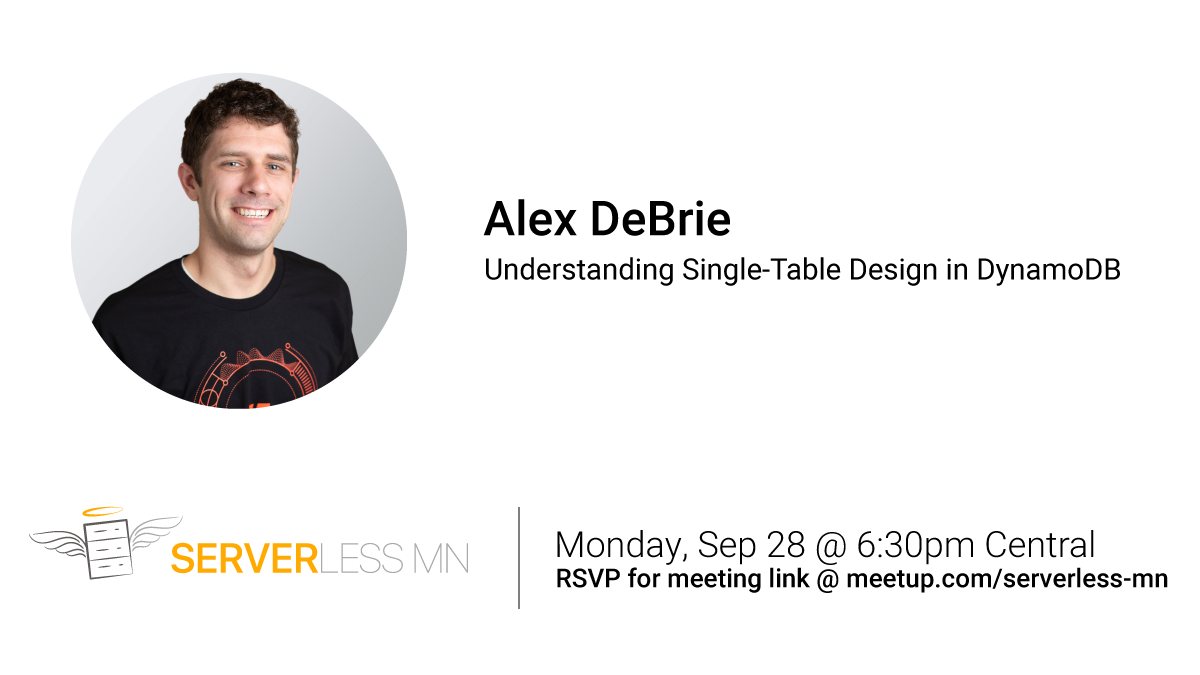 Alex DeBrie
Understanding Single-Table Design in DynamoDB
SERVERLESS MN
Monday, Sep 28 @ 6:30pm Central
RSVP for meeting link @ meetup.com/serverless-mn